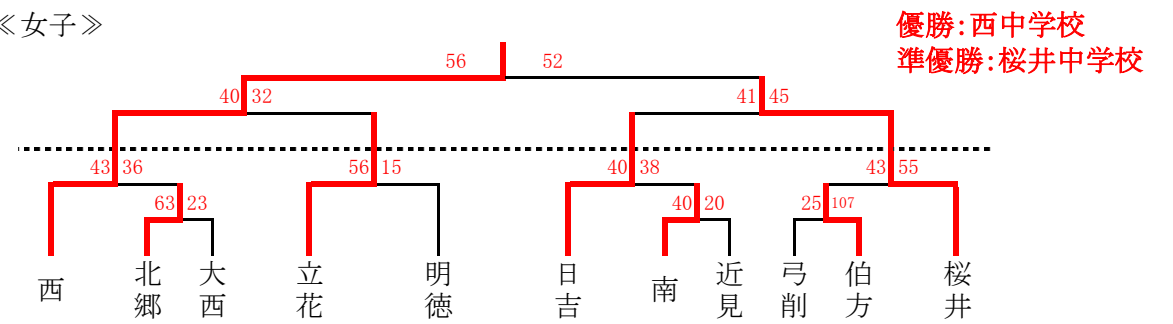 ≪女子≫
優勝:西中学校
準優勝:桜井中学校
56 52
40 32 41 45
43 36 56 15 40 38 43 55
63 23 40 20 25 107
西 北郷 大西 立花 明徳 日吉 南 近見 弓削 伯方 桜井